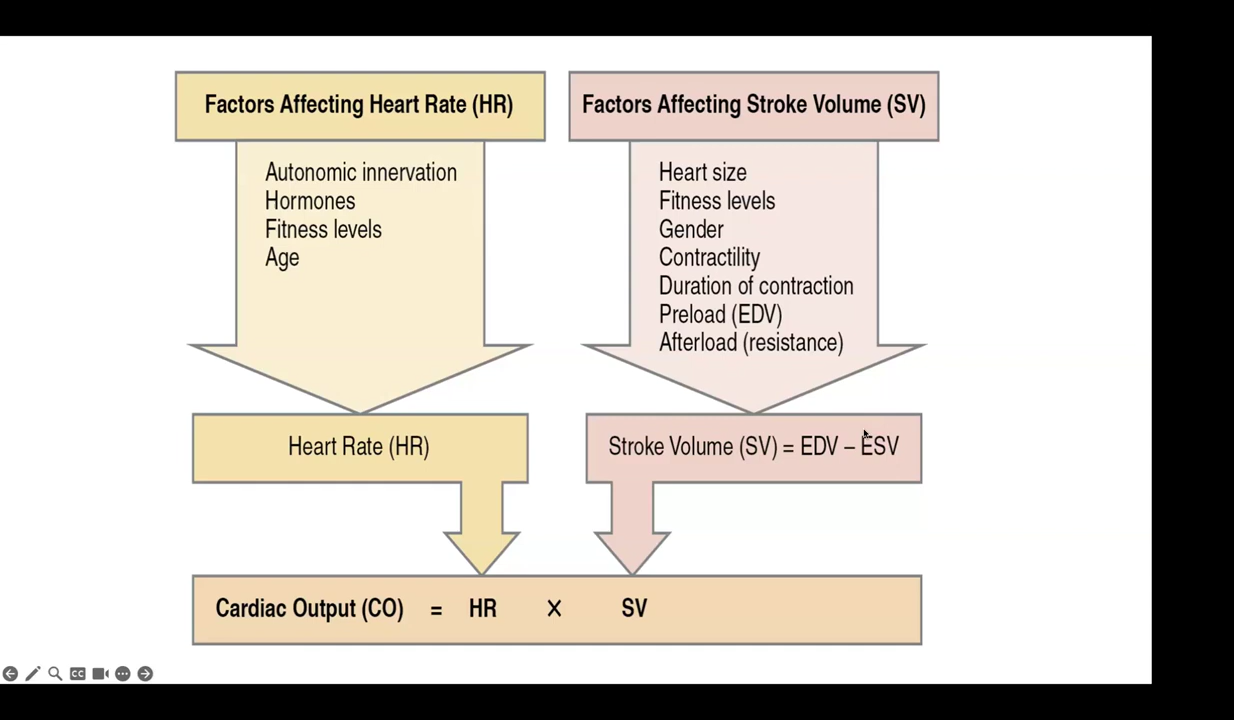 Factors Affecting Heart Rate (HR)
Autonomic innervation
Hormones
Fitness levels
Age
Factors Affecting Stroke Volume (SV)
Heart size
Fitness levels
Gender
Contractility
Duration of contraction
Preload (EDV)
Afterload (resistance)
Heart Rate (HR)
Stroke Volume (SV) = EDV – ESV
Cardiac Output (CO) = HR X SV
CC